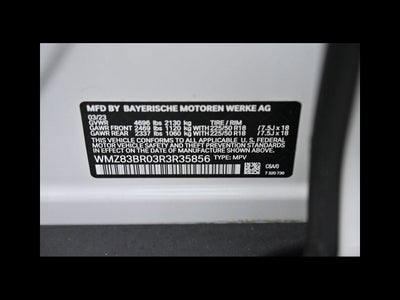 MFD BY BAYERISCHE MOTOREN WERKE AG
03/23
GVWR 4696 lbs 2130 kg TIRE / RIM
GAWR FRONT 2469 lbs 1120 kg WITH 225/50 R18 /7.5J x 18
GAWR REAR 2337 lbs 1060 kg WITH 225/50 R18 /7.5J x 18
THIS VEHICLE CONFORMS TO ALL APPLICABLE U.S. FEDERAL
MOTOR VEHICLE SAFETY STANDARDS IN EFFECT
ON THE DATE OF MANUFACTURE SHOWN ABOVE.
WMZ83BR03R3R35856 TYPE: MPV
7 320 730